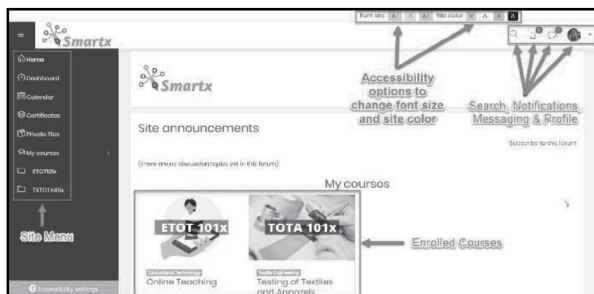 Font size A- A A+ Site color R A A A
Smartx
Home
Dashboard
Calendar
Certificates
Private files
My courses
ETOT101x
TXTOTA101x
Site Menu
Accessibility settings
Smartx
Accessibility
options to
change font size
and site color
Search, Notifications,
Messaging & Profile
Site announcements
Subscribe to this forum
(There are no discussion topics yet in this forum)
My courses
ETOT 101x
Educational Technology
Online Teaching
TOTA 101x
Textile Engineering
Testing of Textiles
and Apparels
Enrolled Courses